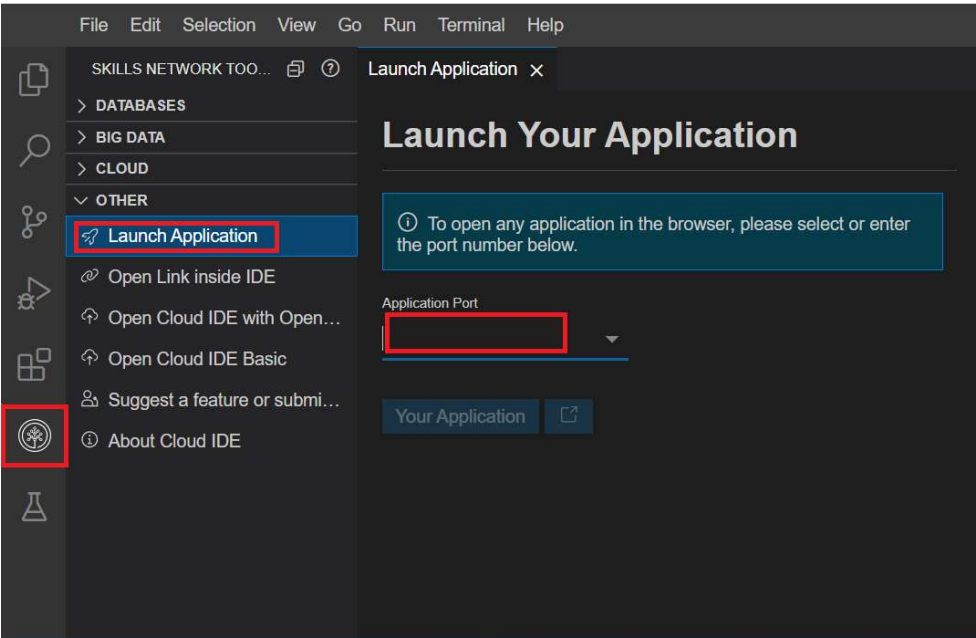 File Edit Selection View Go Run Terminal Help
SKILLS NETWORK TOO...
DATABASES
BIG DATA
CLOUD
OTHER
Launch Application
Open Link inside IDE
Open Cloud IDE with Open...
Open Cloud IDE Basic
Suggest a feature or submi...
About Cloud IDE
Launch Application
Launch Your Application
To open any application in the browser, please select or enter
the port number below.
Application Port
Your Application